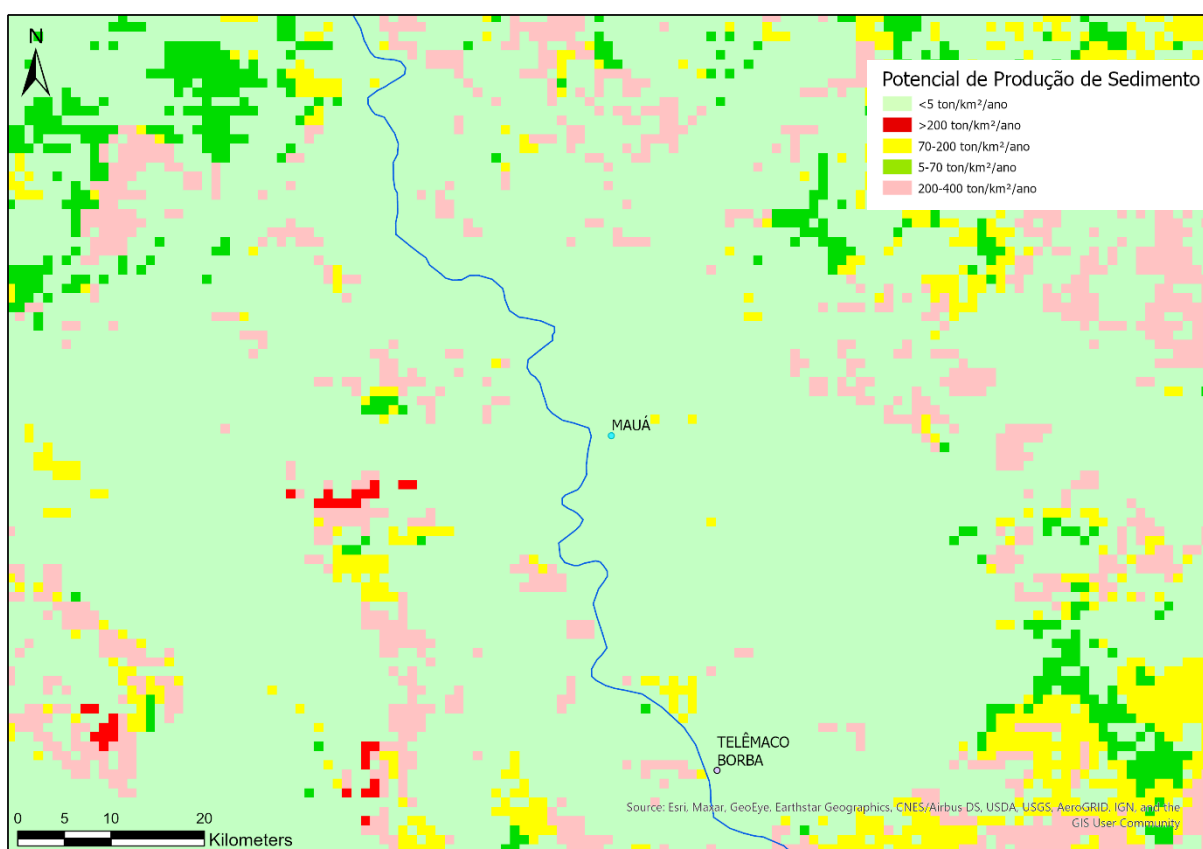 N
Potencial de Produção de Sedimento
<5 ton/km²/ano
>200 ton/km²/ano
70-200 ton/km²/ano
5-70 ton/km²/ano
200-400 ton/km²/ano
MAUÁ
TELÊMACO
BORBA
Source: Esri, Maxar, GeoEye, Earthstar Geographics, CNES/Airbus DS, USDA, USGS, AeroGRID, IGN, and the
GIS User Community
0 5 10 20
Kilometers